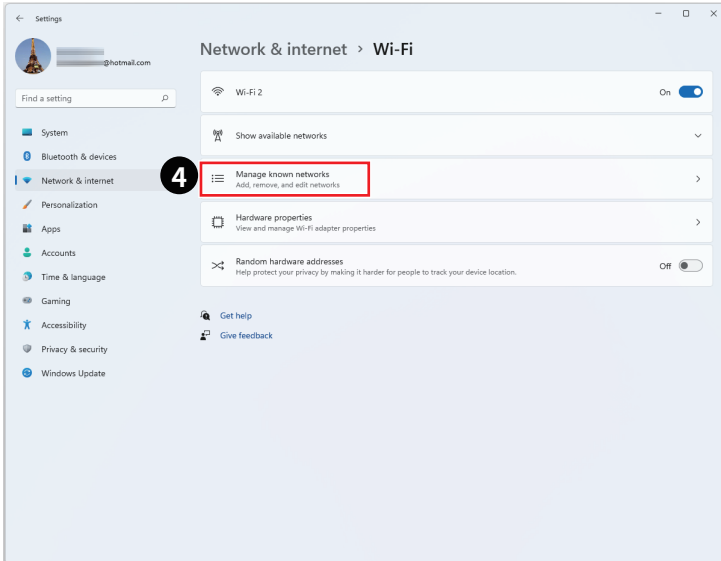 Settings
@hotmail.com
Find a setting
System
Bluetooth & devices
Network & internet
Personalization
Apps
Accounts
Time & language
Gaming
Accessibility
Privacy & security
Windows Update
Network & internet > Wi-Fi
Wi-Fi 2
On
Show available networks
4
Manage known networks
Add, remove, and edit networks
Hardware properties
View and manage Wi-Fi adapter properties
Random hardware addresses
Help protect your privacy by making it harder for people to track your device location.
Off
Get help
Give feedback